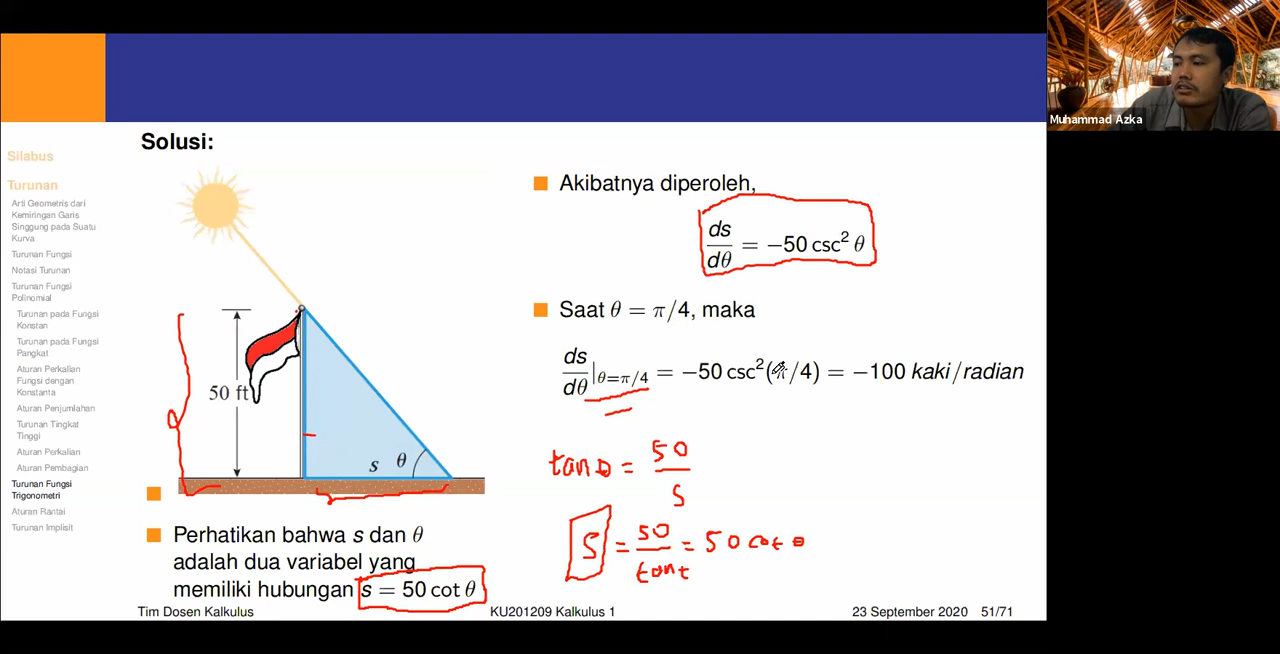 Muhammad Azka
Silabus
Turunan
Arti Geometris dari
Kemiringan Garis
Singgung pada Suatu
Kurva
Turunan Fungsi
Notasi Turunan
Turunan Fungsi
Polinomial
Turunan pada Fungsi
Konstan
Turunan pada Fungsi
Pangkat
Aturan Perkalian
Fungsi dengan
Konstanta
Aturan Penjumlahan
Turunan Tingkat
Tinggi
Aturan Perkalian
Aturan Pembagian
Turunan Fungsi
Trigonometri
Aturan Rantai
Turunan Implisit
Solusi:
50 ft
s θ
Perhatikan bahwa s dan θ
adalah dua variabel yang
memiliki hubungan s = 50 cot θ
Akibatnya diperoleh,
ds/dθ = −50 csc² θ
Saat θ = π/4, maka
ds/dθ |θ=π/4 = −50 csc²(π/4) = −100 kaki/radian
tan θ = 50/s
s = 50/tan t = 50 cot θ
Tim Dosen Kalkulus
KU201209 Kalkulus 1
23 September 2020 51/71